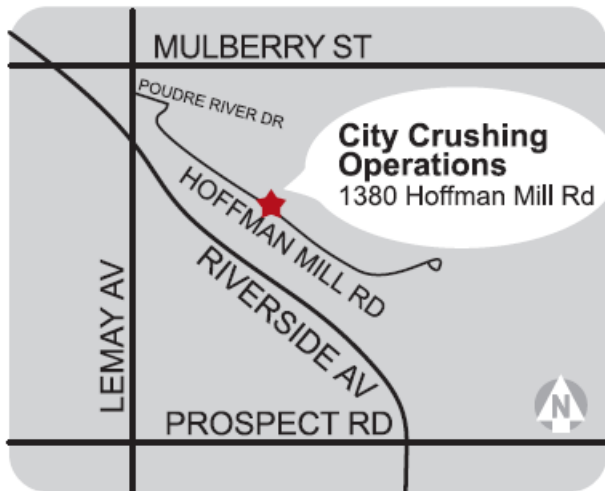 MULBERRY ST
POUDRE RIVER DR
City Crushing
Operations
1380 Hoffman Mill Rd
HOFFMAN MILL RD
RIVERSIDE AV
LEMAY AV
PROSPECT RD
N